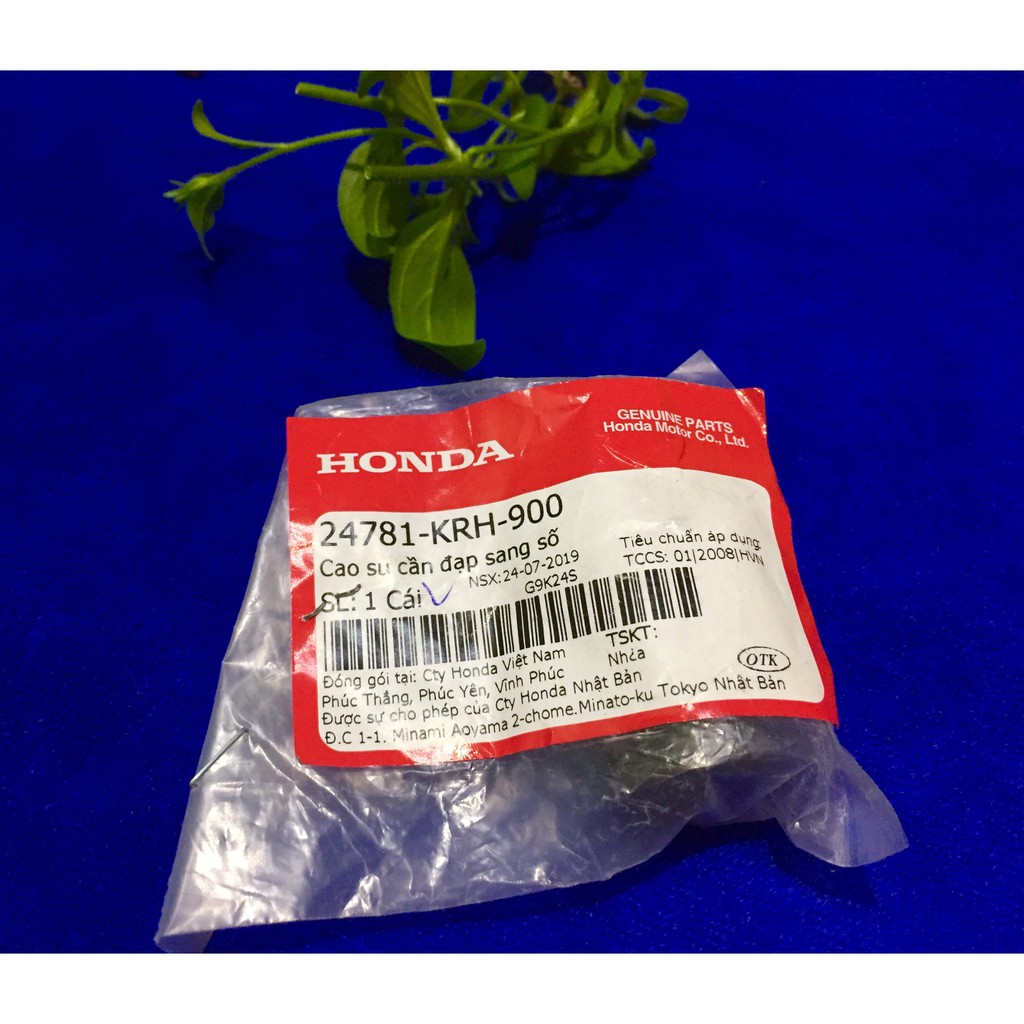 GENUINE PARTS
HONDA
Honda Motor Co., Ltd.
24781-KRH-900
Cao su cần đạp sang số
Tiêu chuẩn áp dụng:
NSX:24-07-2019
TCCS: 01|2008|HVN
SL: 1 Cái
G9K24S
TSKT:
Đóng gói tại: Cty Honda Việt Nam
Nhựa
OTK
Phúc Thắng, Phúc Yên, Vĩnh Phúc
Được sự cho phép của Cty Honda Nhật Bản
Đ.C 1-1. Minami Aoyama 2-chome.Minato-ku Tokyo Nhật Bản